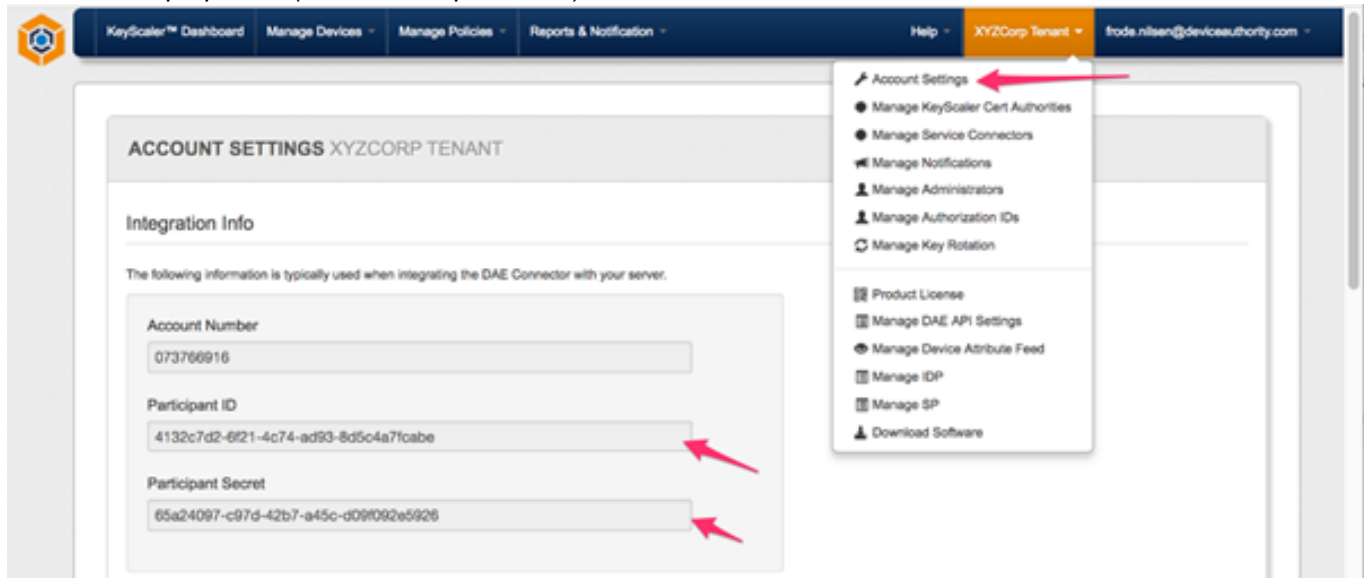 KeyScaler™ Dashboard Manage Devices Manage Policies Reports & Notification Help XYZCorp Tenant frode.nilsen@deviceauthority.com
Account Settings
Manage KeyScaler Cert Authorities
Manage Service Connectors
Manage Notifications
Manage Administrators
Manage Authorization IDs
Manage Key Rotation
Product License
Manage DAE API Settings
Manage Device Attribute Feed
Manage IDP
Manage SP
Download Software
ACCOUNT SETTINGS XYZCORP TENANT
Integration Info
The following information is typically used when integrating the DAE Connector with your server.
Account Number
073766916
Participant ID
4132c7d2-6f21-4c74-ad93-8d5c4a7fcabe
Participant Secret
65a24097-c97d-42b7-a45c-d09f092e5926